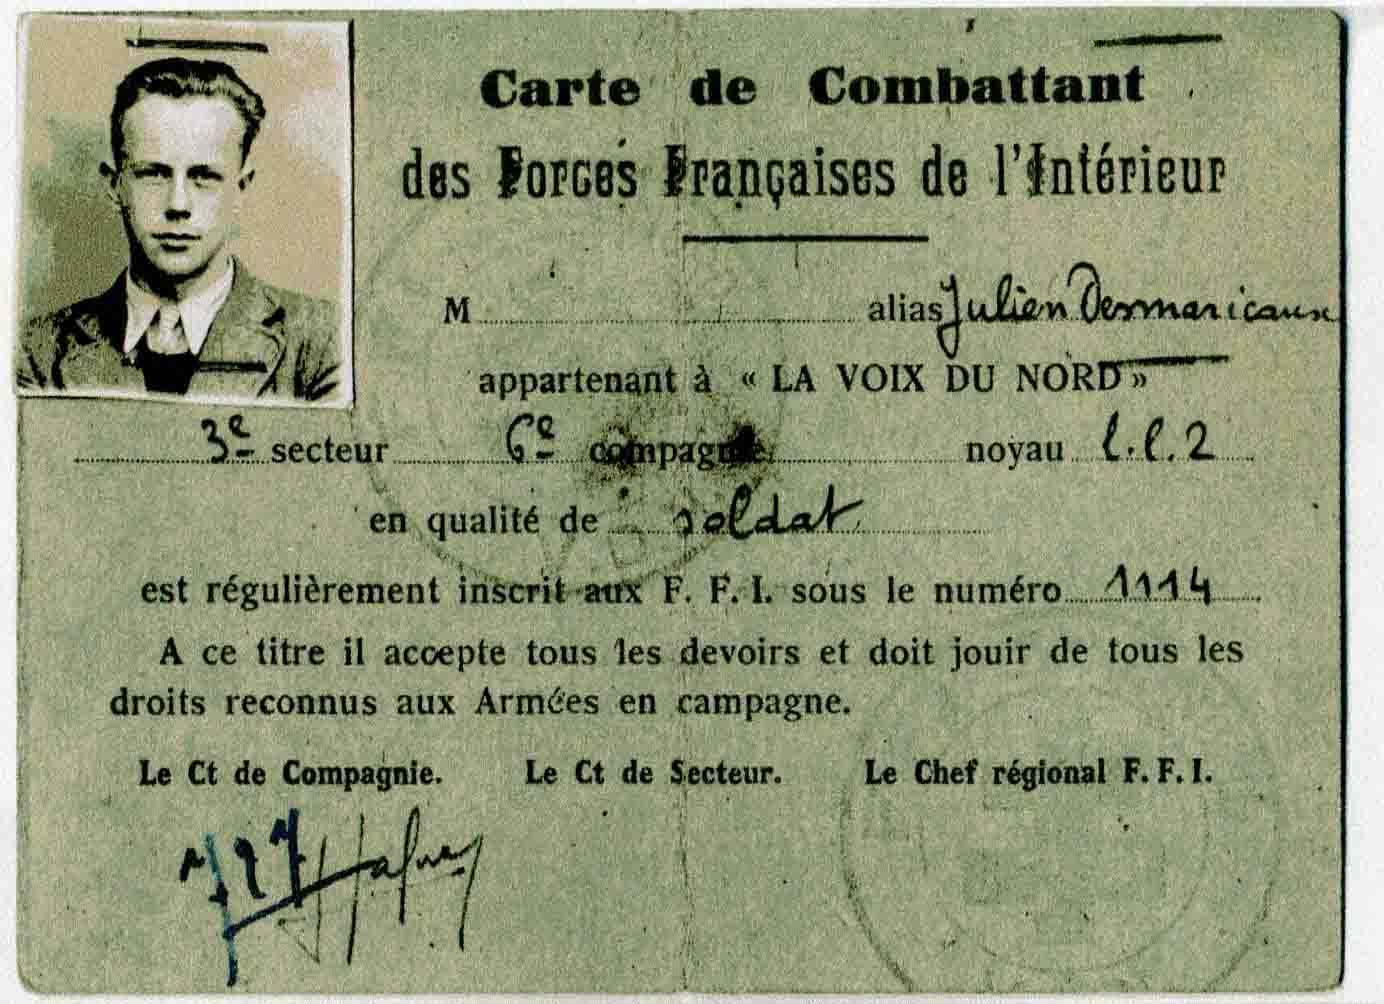 Carte de Combattant
des Forces Françaises de l'Intérieur
M alias Julien Desmaricaux
appartenant à « LA VOIX DU NORD »
3e secteur 6e compagnie noyau l.l.2
en qualité de soldat
est régulièrement inscrit aux F. F. I. sous le numéro 1114
A ce titre il accepte tous les devoirs et doit jouir de tous les
droits reconnus aux Armées en campagne.
Le Ct de Compagnie. Le Ct de Secteur. Le Chef régional F. F. I.